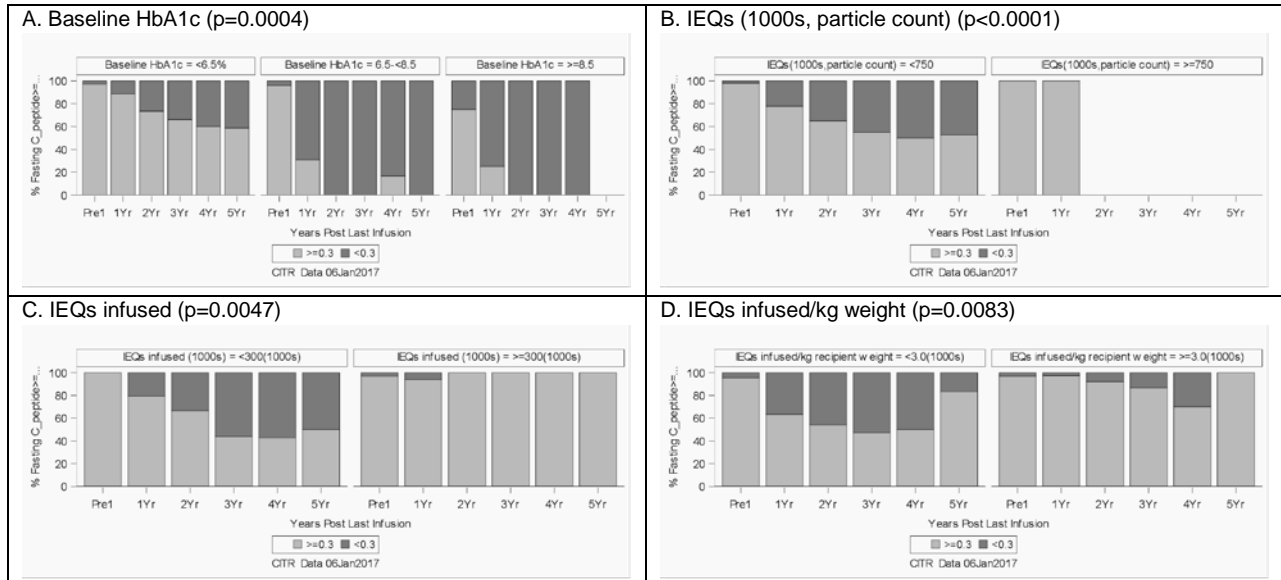 A. Baseline HbA1c (p=0.0004)
Baseline HbA1c = <6.5% Baseline HbA1c = 6.5-<8.5 Baseline HbA1c = >=8.5
% Fasting C_peptide>=...
100
80
60
40
20
0
Pre1 1Yr 2Yr 3Yr 4Yr 5Yr Pre1 1Yr 2Yr 3Yr 4Yr 5Yr Pre1 1Yr 2Yr 3Yr 4Yr 5Yr
Years Post Last Infusion
>=0.3 <0.3
CITR Data 06Jan2017
B. IEQs (1000s, particle count) (p<0.0001)
IEQs(1000s,particle count) = <750 IEQs(1000s,particle count) = >=750
% Fasting C_peptide>=...
100
80
60
40
20
0
Pre1 1Yr 2Yr 3Yr 4Yr 5Yr Pre1 1Yr 2Yr 3Yr 4Yr 5Yr
Years Post Last Infusion
>=0.3 <0.3
CITR Data 06Jan2017
C. IEQs infused (p=0.0047)
IEQs infused (1000s) = <300(1000s) IEQs infused (1000s) = >=300(1000s)
% Fasting C_peptide>=...
100
80
60
40
20
0
Pre1 1Yr 2Yr 3Yr 4Yr 5Yr Pre1 1Yr 2Yr 3Yr 4Yr 5Yr
Years Post Last Infusion
>=0.3 <0.3
CITR Data 06Jan2017
D. IEQs infused/kg weight (p=0.0083)
IEQs infused/kg recipient weight = <3.0(1000s) IEQs infused/kg recipient weight = >=3.0(1000s)
% Fasting C_peptide>=...
100
80
60
40
20
0
Pre1 1Yr 2Yr 3Yr 4Yr 5Yr Pre1 1Yr 2Yr 3Yr 4Yr 5Yr
Years Post Last Infusion
>=0.3 <0.3
CITR Data 06Jan2017